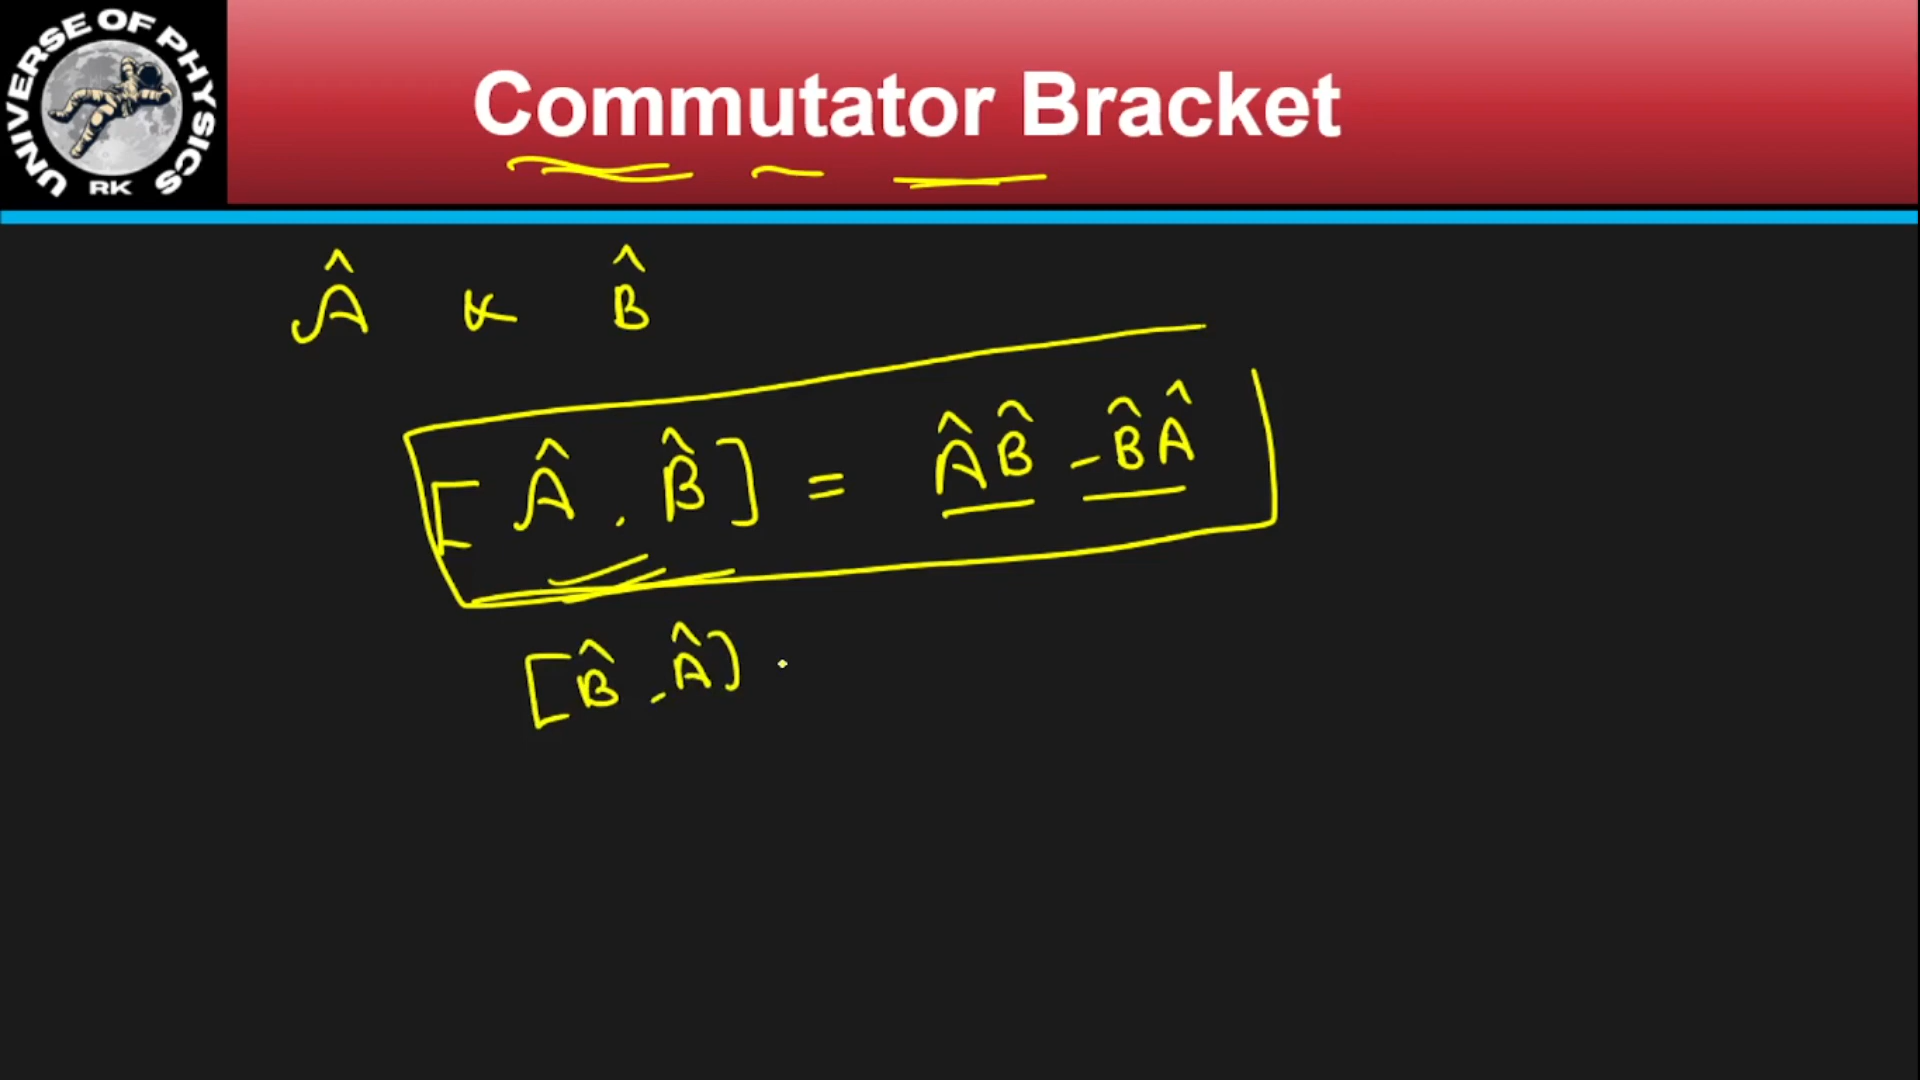 UNIVERSE OF PHYSICS
RK
Commutator Bracket
Â & B̂
[Â , B̂] = ÂB̂ - B̂Â
[B̂ , Â]